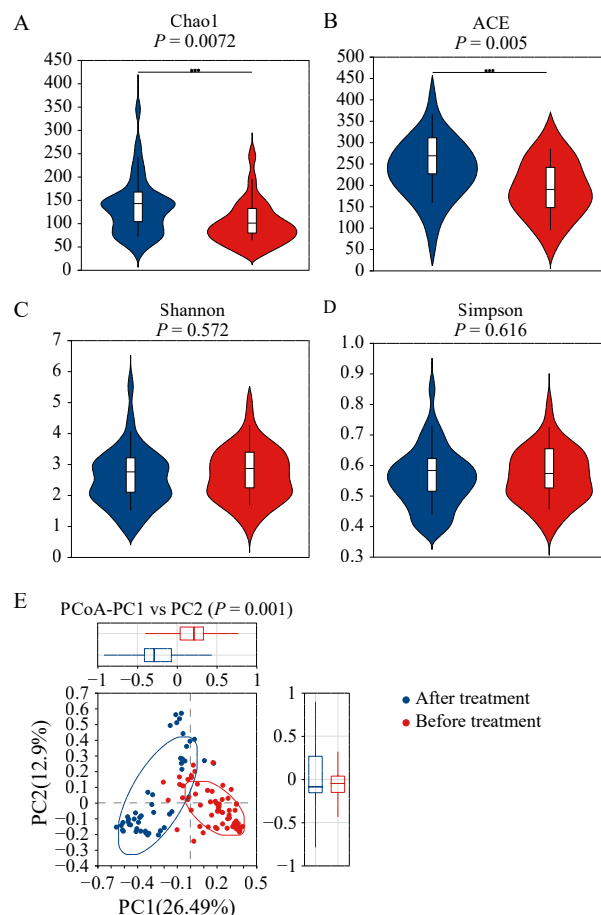 A
Chao1
P = 0.0072
***
450
400
350
300
250
200
150
100
50
0
B
ACE
P = 0.005
***
500
450
400
350
300
250
200
150
100
50
0
C
Shannon
P = 0.572
7
6
5
4
3
2
1
0
D
Simpson
P = 0.616
1.0
0.9
0.8
0.7
0.6
0.5
0.4
0.3
E
PCoA-PC1 vs PC2 (P = 0.001)
−1 −0.5 0 0.5 1
0.7
0.6
0.5
0.4
0.3
0.2
0.1
0
−0.1
−0.2
−0.3
−0.4
PC2(12.9%)
−0.7 −0.4 −0.1 0.2 0.5
PC1(26.49%)
1
0.5
0
−0.5
−1
After treatment
Before treatment